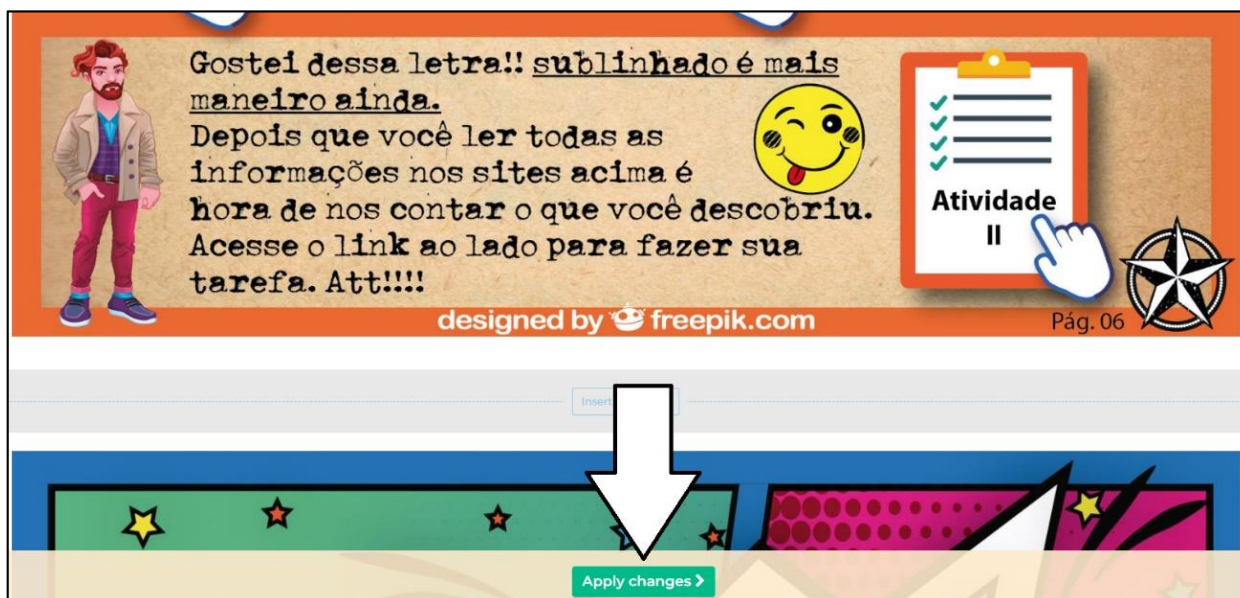 Gostei dessa letra!! sublinhado é mais
maneiro ainda.
Depois que você ler todas as
informações nos sites acima é
hora de nos contar o que você descobriu.
Acesse o link ao lado para fazer sua
tarefa. Att!!!!
Atividade
II
designed by freepik.com
Pág. 06
Insert
Apply changes